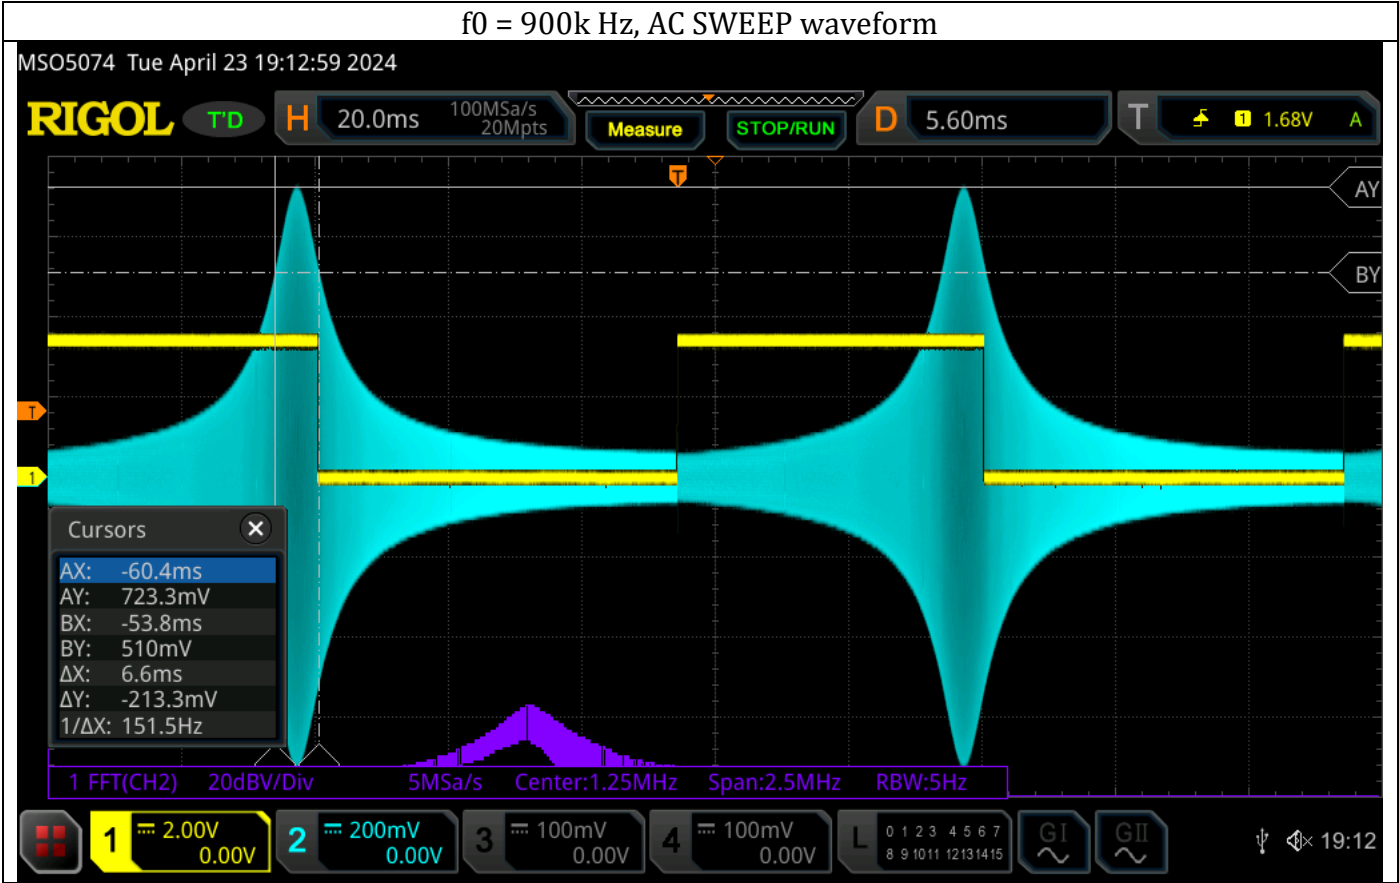 f0 = 900k Hz, AC SWEEP waveform
MSO5074 Tue April 23 19:12:59 2024
RIGOL T'D H 20.0ms 100MSa/s 20Mpts Measure STOP/RUN D 5.60ms T 1 1.68V A
T
AY
BY
T
1
Cursors
AX: -60.4ms
AY: 723.3mV
BX: -53.8ms
BY: 510mV
ΔX: 6.6ms
ΔY: -213.3mV
1/ΔX: 151.5Hz
1 FFT(CH2) 20dBV/Div 5MSa/s Center:1.25MHz Span:2.5MHz RBW:5Hz
1 2.00V 0.00V 2 200mV 0.00V 3 100mV 0.00V 4 100mV 0.00V L 0 1 2 3 4 5 6 7 GI GII 19:12
8 9 10 11 12 13 14 15